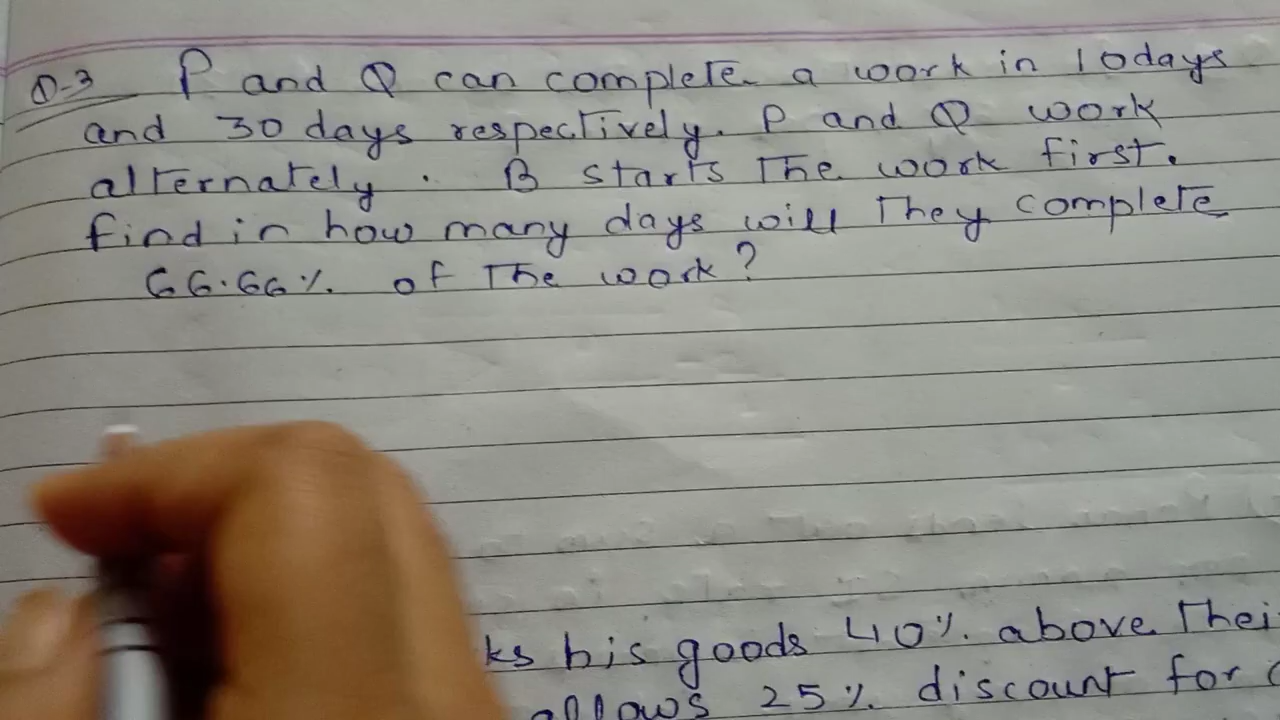 Q-3 P and Q can complete a work in 10days
and 30 days respectively. P and Q work
alternately. B starts the work first.
find in how many days will they complete
66.66% of the work?
ks his goods 40% above thei
allows 25% discount for c